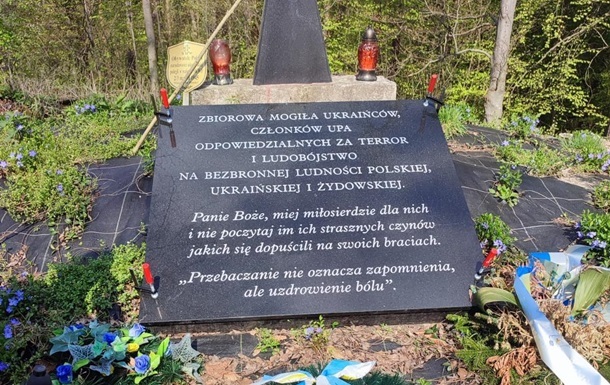 ZBIOROWA MOGIŁA UKRAIŃCÓW,
CZŁONKÓW UPA
ODPOWIEDZIALNYCH ZA TERROR
I LUDOBÓJSTWO
NA BEZBRONNEJ LUDNOŚCI POLSKIEJ,
UKRAIŃSKIEJ I ŻYDOWSKIEJ.
Panie Boże, miej miłosierdzie dla nich
i nie poczytaj im ich strasznych czynów
jakich się dopuścili na swoich braciach.
„Przebaczanie nie oznacza zapomnienia,
ale uzdrowienie bólu”.